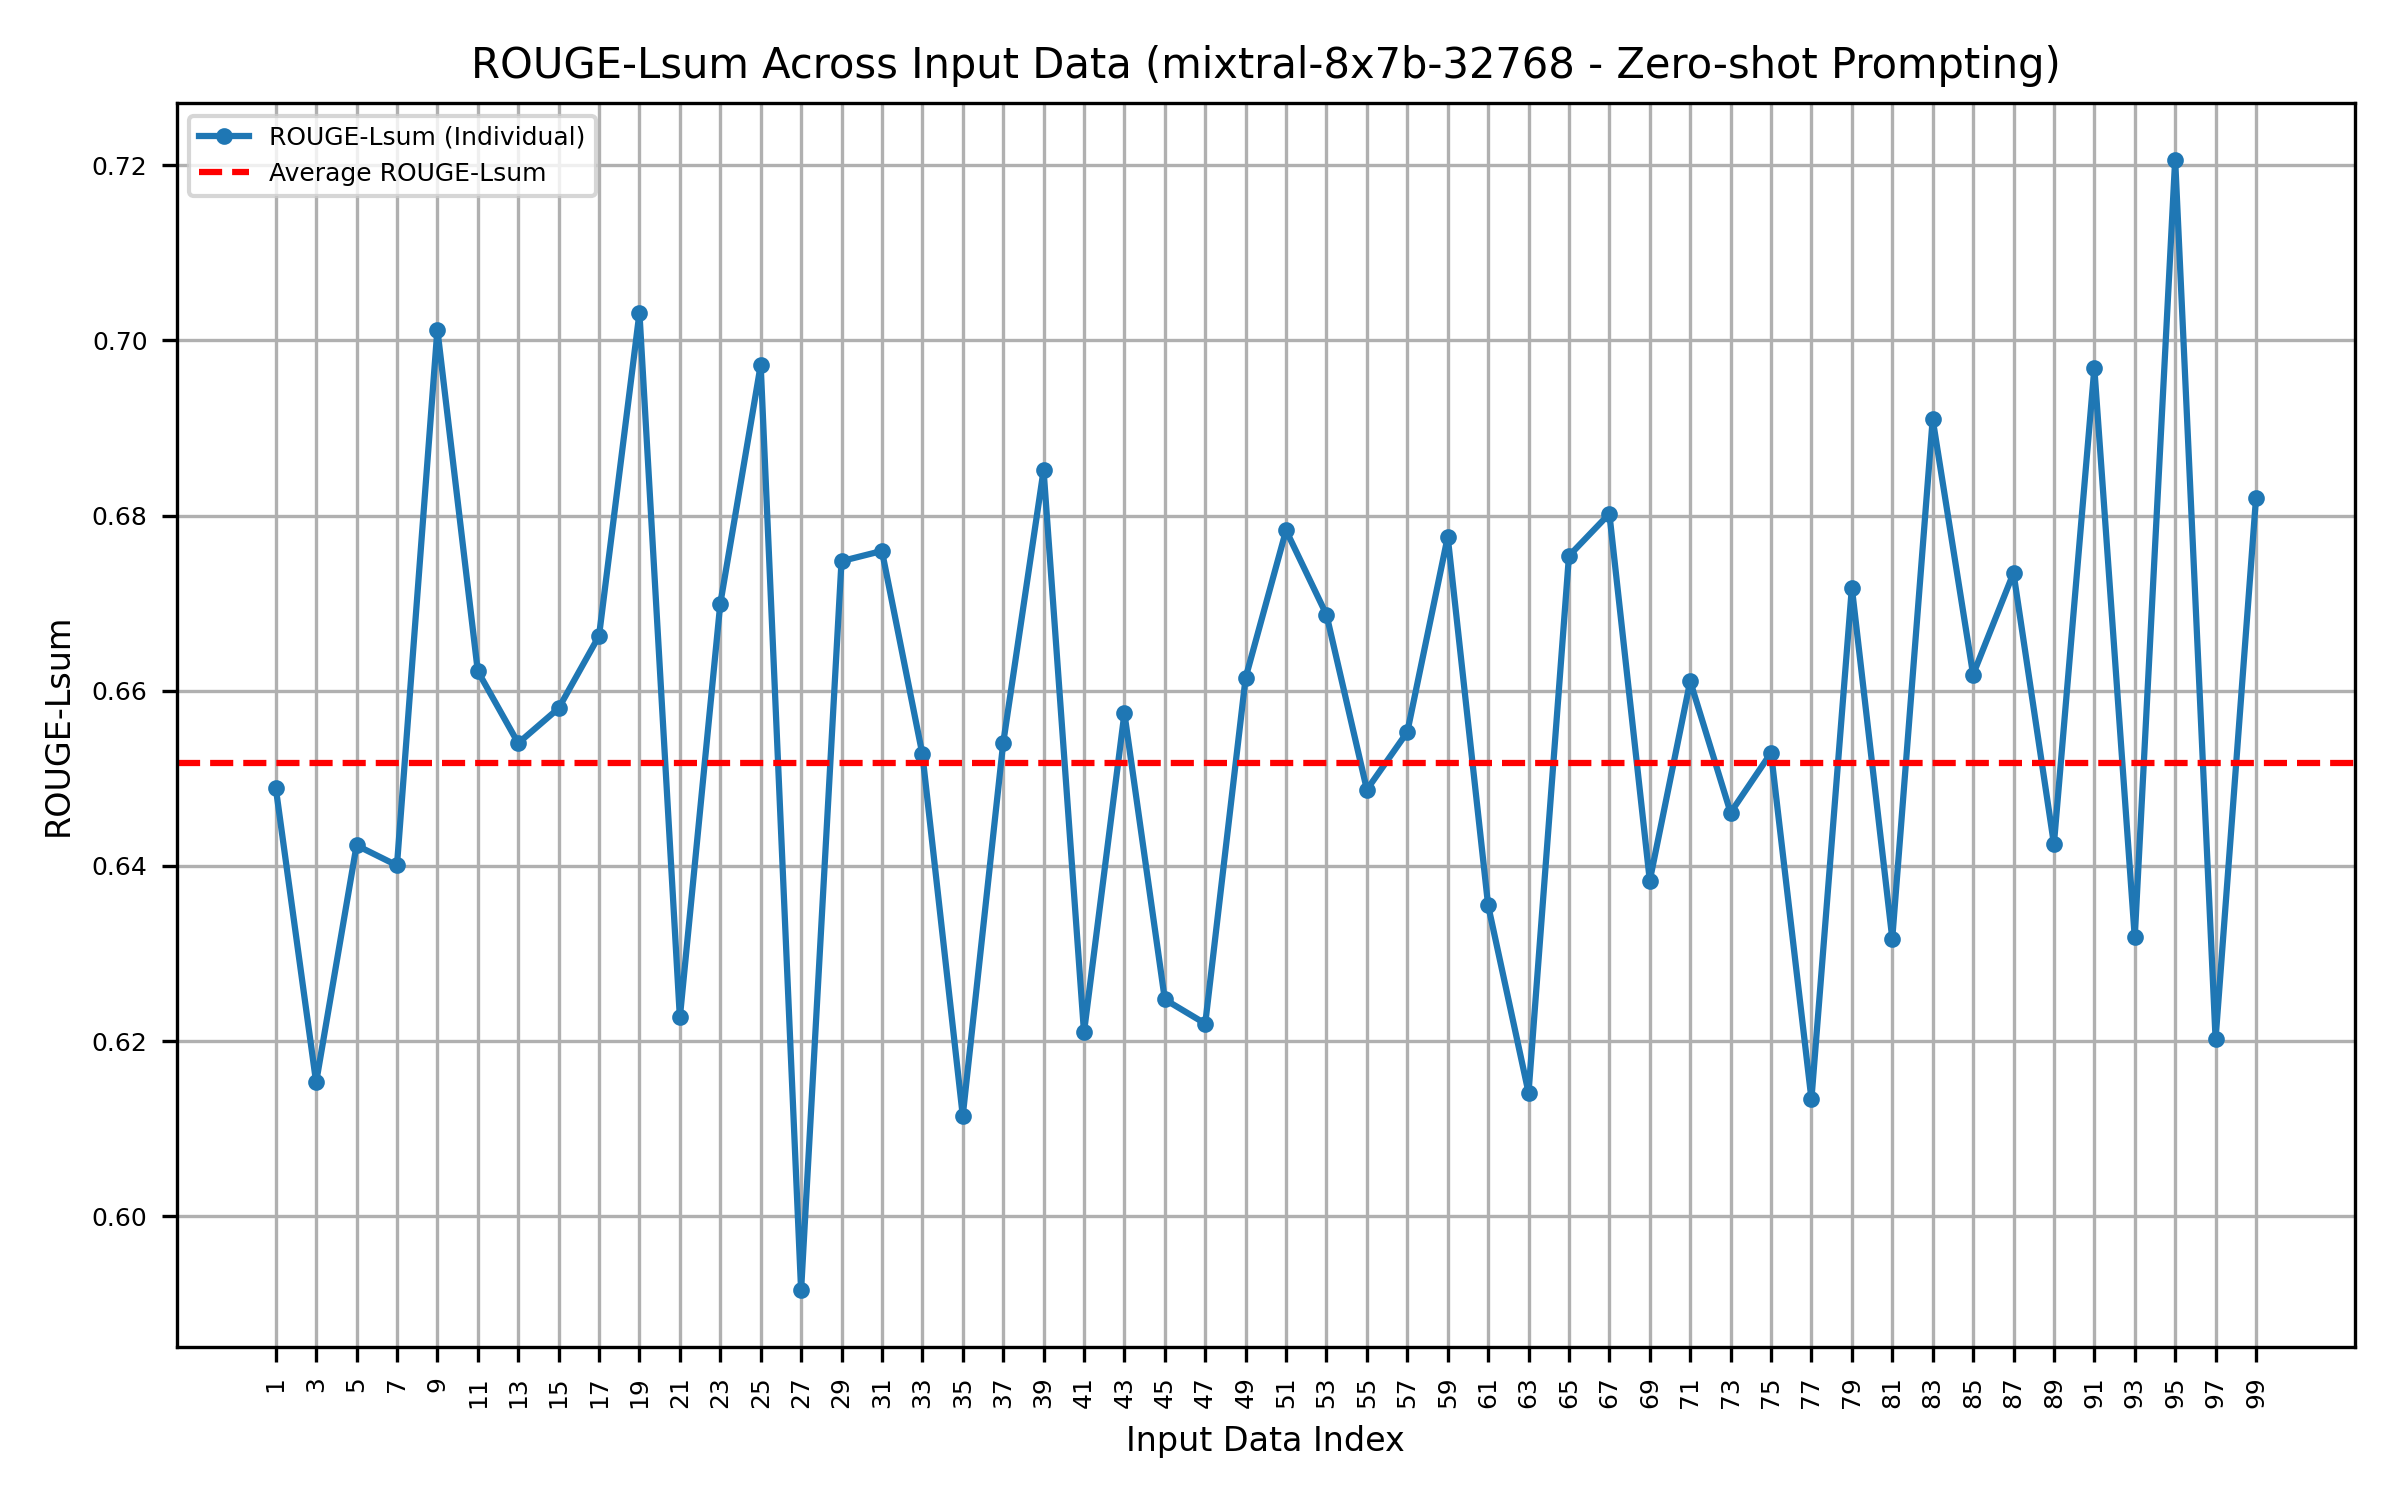 ROUGE-Lsum Across Input Data (mixtral-8x7b-32768 - Zero-shot Prompting)
ROUGE-Lsum (Individual)
Average ROUGE-Lsum
0.72
0.70
0.68
0.66
0.64
0.62
0.60
ROUGE-Lsum
1 3 5 7 9 11 13 15 17 19 21 23 25 27 29 31 33 35 37 39 41 43 45 47 49 51 53 55 57 59 61 63 65 67 69 71 73 75 77 79 81 83 85 87 89 91 93 95 97 99
Input Data Index